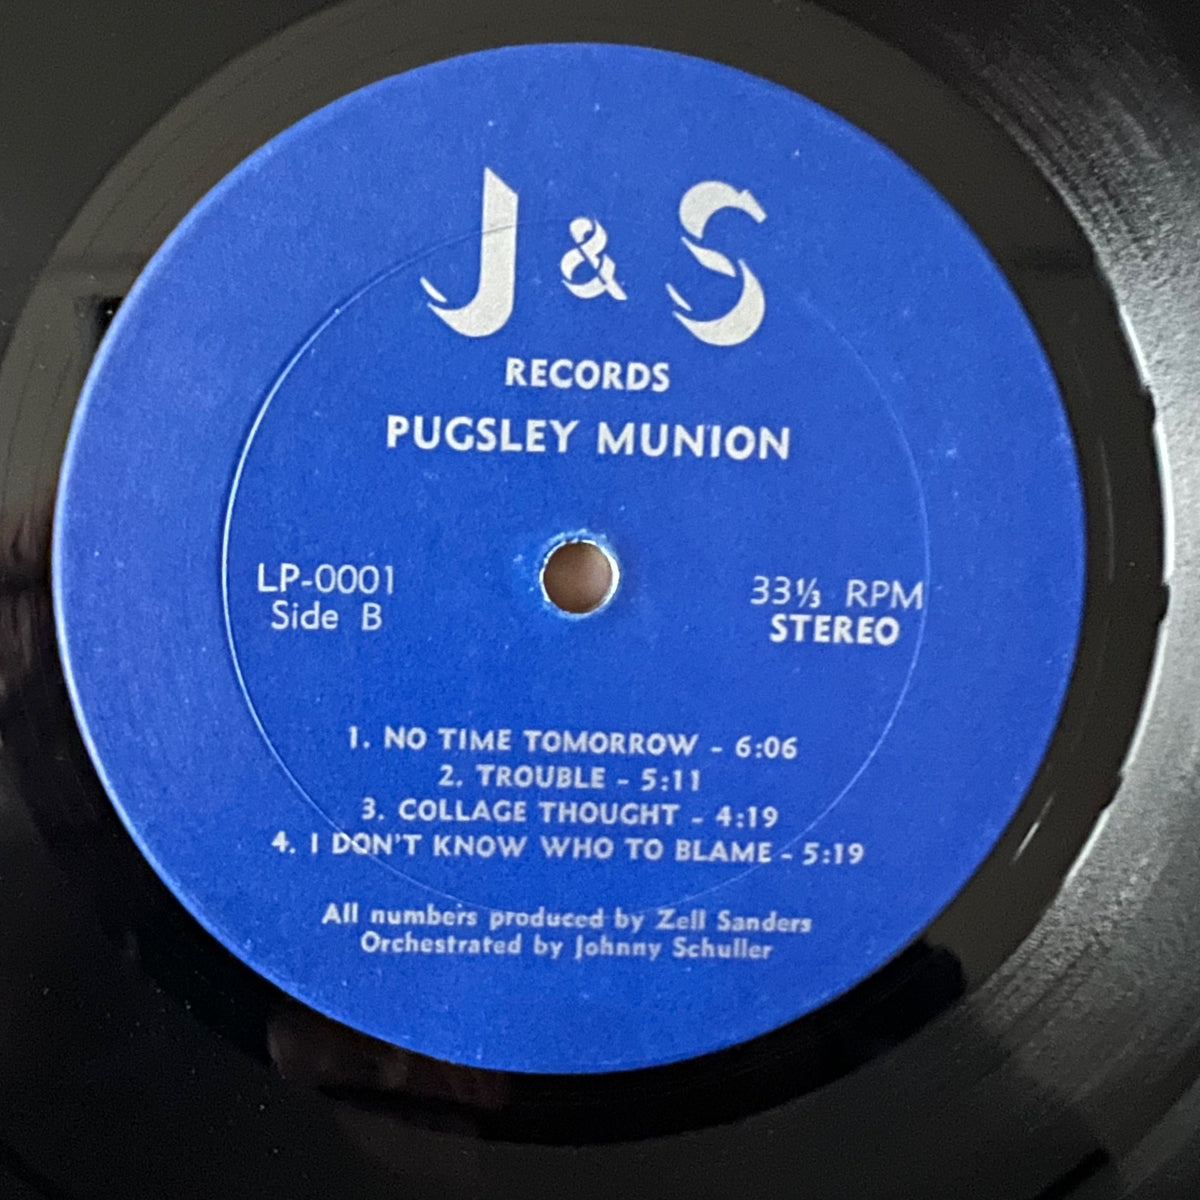 J & S
RECORDS
PUGSLEY MUNION
LP-0001
Side B
33⅓ RPM
STEREO
1. NO TIME TOMORROW - 6:06
2. TROUBLE - 5:11
3. COLLAGE THOUGHT - 4:19
4. I DON'T KNOW WHO TO BLAME - 5:19
All numbers produced by Zell Sanders
Orchestrated by Johnny Schuller